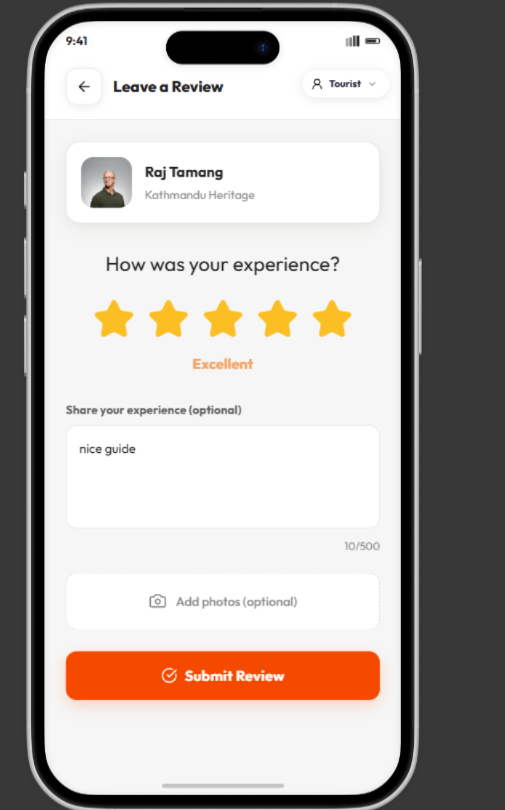 9:41
Leave a Review
Tourist
Raj Tamang
Kathmandu Heritage
How was your experience?
Excellent
Share your experience (optional)
nice guide
10/500
Add photos (optional)
Submit Review